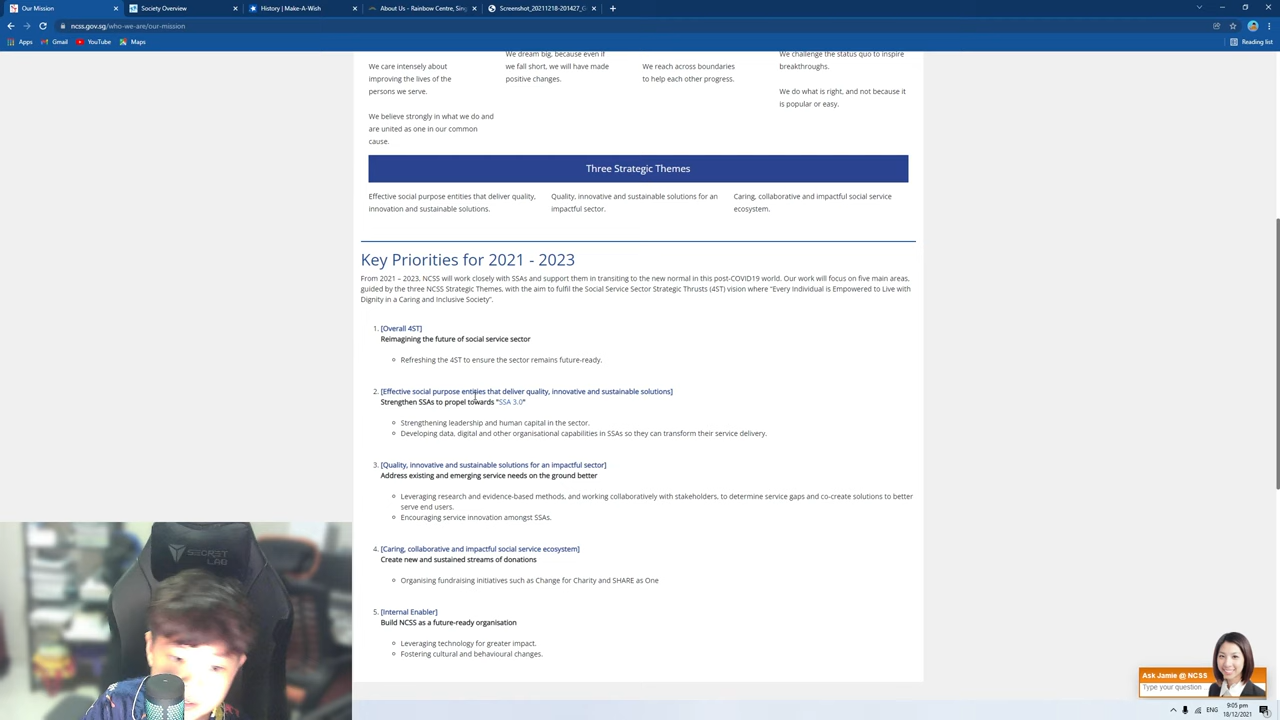 Our Mission
Society Overview
History | Make-A-Wish
About Us - Rainbow Centre, Sing
Screenshot_20211218-201427_G
ncss.gov.sg/who-we-are/our-mission
Apps
Gmail
YouTube
Maps
Reading list
We care intensely about
improving the lives of the
persons we serve.
We believe strongly in what we do and
are united as one in our common
cause.
We dream big, because even if
we fall short, we will have made
positive changes.
We reach across boundaries
to help each other progress.
We challenge the status quo to inspire
breakthroughs.
We do what is right, and not because it
is popular or easy.
Three Strategic Themes
Effective social purpose entities that deliver quality,
innovation and sustainable solutions.
Quality, innovative and sustainable solutions for an
impactful sector.
Caring, collaborative and impactful social service
ecosystem.
Key Priorities for 2021 - 2023
From 2021 – 2023, NCSS will work closely with SSAs and support them in transiting to the new normal in this post-COVID19 world. Our work will focus on five main areas,
guided by the three NCSS Strategic Themes, with the aim to fulfil the Social Service Sector Strategic Thrusts (4ST) vision where “Every Individual is Empowered to Live with
Dignity in a Caring and Inclusive Society”.
1. [Overall 4ST]
Reimagining the future of social service sector
Refreshing the 4ST to ensure the sector remains future-ready.
2. [Effective social purpose entities that deliver quality, innovative and sustainable solutions]
Strengthen SSAs to propel towards "SSA 3.0"
Strengthening leadership and human capital in the sector.
Developing data, digital and other organisational capabilities in SSAs so they can transform their service delivery.
3. [Quality, innovative and sustainable solutions for an impactful sector]
Address existing and emerging service needs on the ground better
Leveraging research and evidence-based methods, and working collaboratively with stakeholders, to determine service gaps and co-create solutions to better
serve end users.
Encouraging service innovation amongst SSAs.
4. [Caring, collaborative and impactful social service ecosystem]
Create new and sustained streams of donations
Organising fundraising initiatives such as Change for Charity and SHARE as One
5. [Internal Enabler]
Build NCSS as a future-ready organisation
Leveraging technology for greater impact.
Fostering cultural and behavioural changes.
SECRET
LAB
Ask Jamie @ NCSS
Type your question
ENG
9:05 pm
18/12/2021